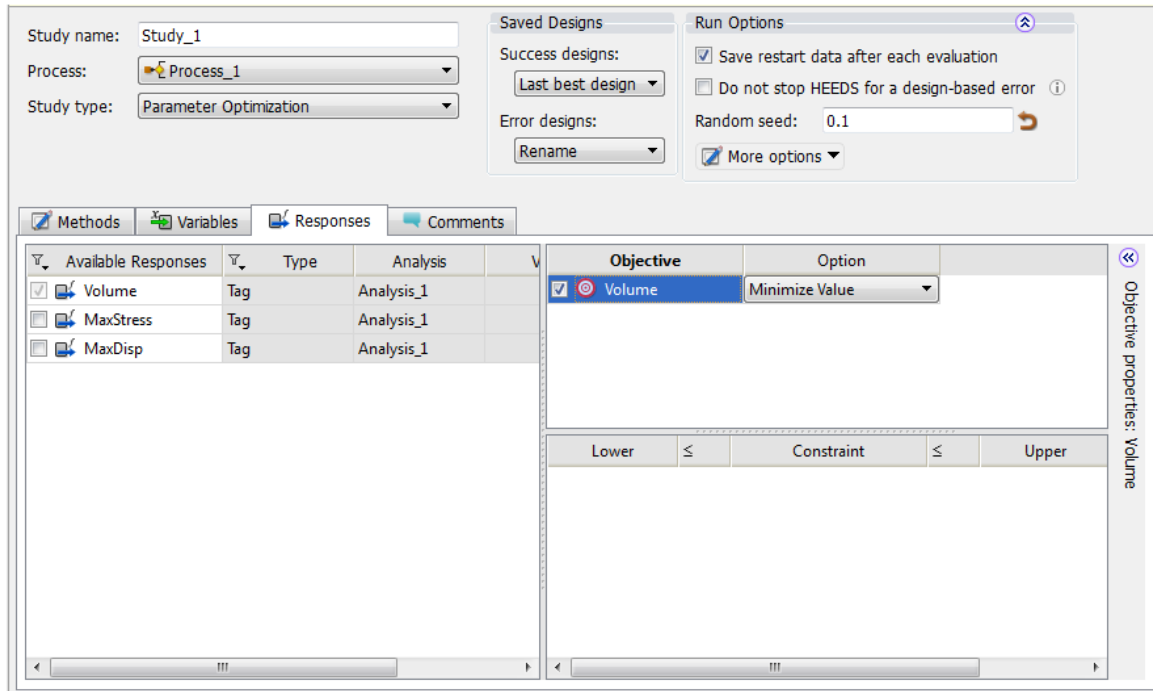 Study name: Study_1
Process: Process_1
Study type: Parameter Optimization
Saved Designs
Success designs:
Last best design
Error designs:
Rename
Run Options
Save restart data after each evaluation
Do not stop HEEDS for a design-based error
Random seed: 0.1
More options
Methods Variables Responses Comments
Available Responses Type Analysis V
Volume Tag Analysis_1
MaxStress Tag Analysis_1
MaxDisp Tag Analysis_1
Objective Option
Volume Minimize Value
Lower ≤ Constraint ≤ Upper
Objective properties: Volume